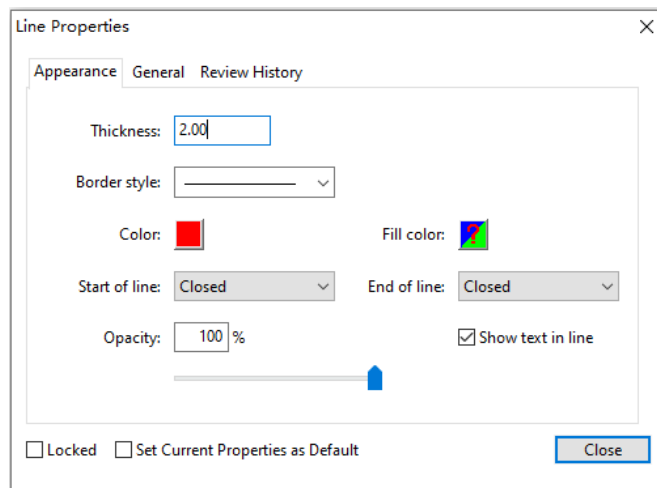 Line Properties
Appearance General Review History
Thickness: 2.00
Border style:
Color: Fill color: ?
Start of line: Closed End of line: Closed
Opacity: 100 % Show text in line
Locked Set Current Properties as Default Close